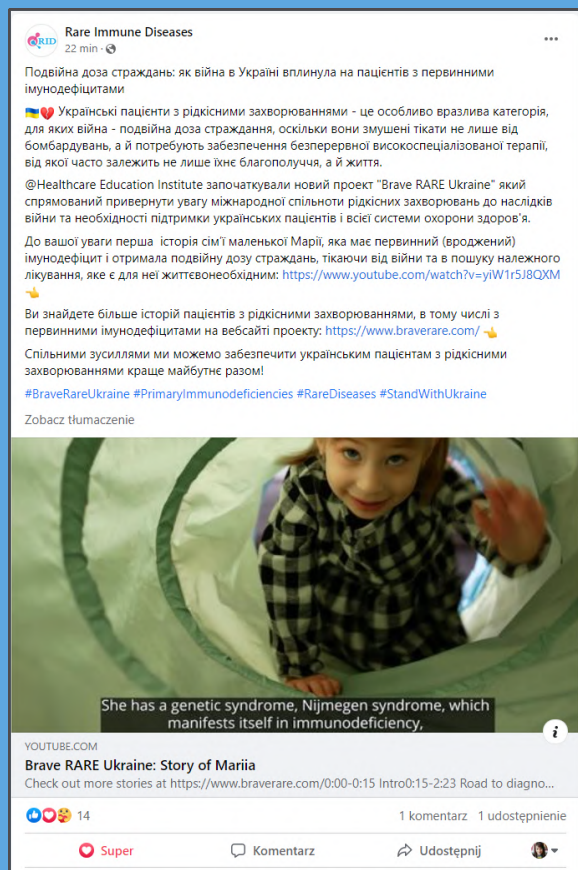 RID
Rare Immune Diseases
22 min ·
Подвійна доза страждань: як війна в Україні вплинула на пацієнтів з первинними
імунодефіцитами
🇺🇦💔 Українські пацієнти з рідкісними захворюваннями - це особливо вразлива категорія,
для яких війна - подвійна доза страждання, оскільки вони змушені тікати не лише від
бомбардувань, а й потребують забезпечення безперервної високоспеціалізованої терапії,
від якої часто залежить не лише їхнє благополуччя, а й життя.
@Healthcare Education Institute започаткували новий проект "Brave RARE Ukraine" який
спрямований привернути увагу міжнародної спільноти рідкісних захворювань до наслідків
війни та необхідності підтримки українських пацієнтів і всієї системи охорони здоров'я.
До вашої уваги перша історія сім'ї маленької Марії, яка має первинний (вроджений)
імунодефіцит і отримала подвійну дозу страждань, тікаючи від війни та в пошуку належного
лікування, яке є для неї життєвонеобхідним: https://www.youtube.com/watch?v=yiW1r5J8QXM
👈
Ви знайдете більше історій пацієнтів з рідкісними захворюваннями, в тому числі з
первинними імунодефіцитами на вебсайті проекту: https://www.braverare.com/ 👈
Спільними зусиллями ми можемо забезпечити українським пацієнтам з рідкісними
захворюваннями краще майбутнє разом!
#BraveRareUkraine #PrimaryImmunodeficiencies #RareDiseases #StandWithUkraine
Zobacz tłumaczenie
She has a genetic syndrome, Nijmegen syndrome, which
manifests itself in immunodeficiency,
YOUTUBE.COM
Brave RARE Ukraine: Story of Mariia
Check out more stories at https://www.braverare.com/0:00-0:15 Intro0:15-2:23 Road to diagno...
14 1 komentarz 1 udostępnienie
Super Komentarz Udostępnij